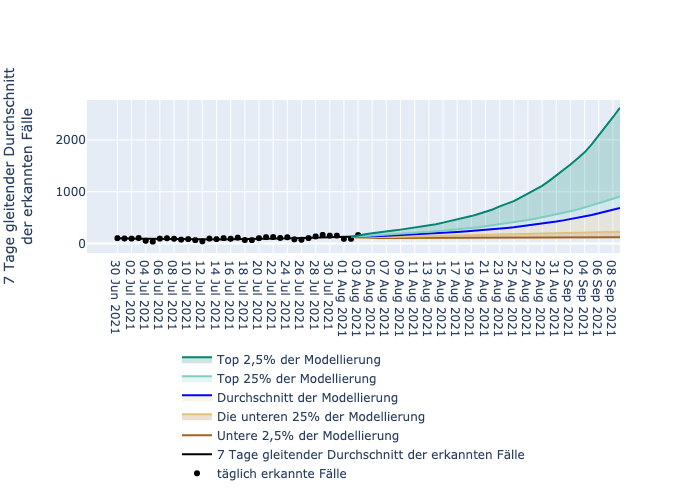 7 Tage gleitender Durchschnitt
der erkannten Fälle
2000
1000
0
30 Jun 2021
02 Jul 2021
04 Jul 2021
06 Jul 2021
08 Jul 2021
10 Jul 2021
12 Jul 2021
14 Jul 2021
16 Jul 2021
18 Jul 2021
20 Jul 2021
22 Jul 2021
24 Jul 2021
26 Jul 2021
28 Jul 2021
30 Jul 2021
01 Aug 2021
03 Aug 2021
05 Aug 2021
07 Aug 2021
09 Aug 2021
11 Aug 2021
13 Aug 2021
15 Aug 2021
17 Aug 2021
19 Aug 2021
21 Aug 2021
23 Aug 2021
25 Aug 2021
27 Aug 2021
29 Aug 2021
31 Aug 2021
02 Sep 2021
04 Sep 2021
06 Sep 2021
08 Sep 2021
Top 2,5% der Modellierung
Top 25% der Modellierung
Durchschnitt der Modellierung
Die unteren 25% der Modellierung
Untere 2,5% der Modellierung
7 Tage gleitender Durchschnitt der erkannten Fälle
täglich erkannte Fälle